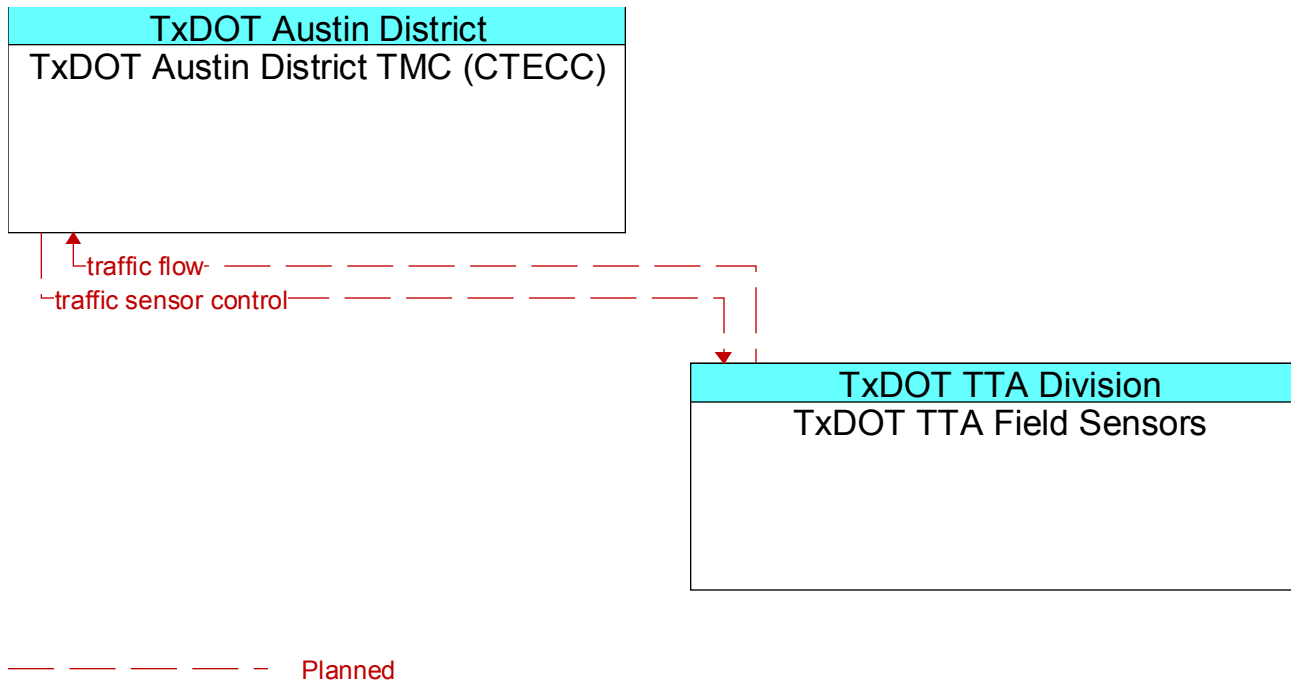 TxDOT Austin District
TxDOT Austin District TMC (CTECC)
traffic flow
traffic sensor control
TxDOT TTA Division
TxDOT TTA Field Sensors
Planned